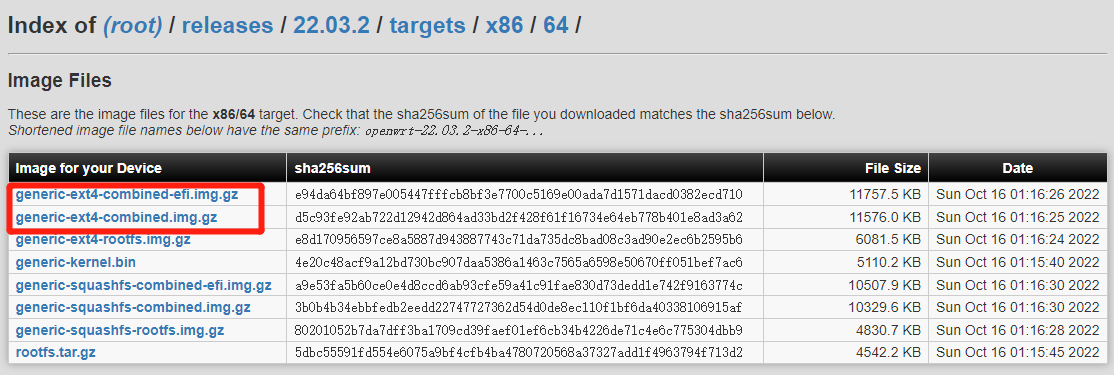 Index of (root) / releases / 22.03.2 / targets / x86 / 64 /
Image Files
These are the image files for the x86/64 target. Check that the sha256sum of the file you downloaded matches the sha256sum below.
Shortened image file names below have the same prefix: openwrt-22.03.2-x86-64-...
Image for your Device sha256sum File Size Date
generic-ext4-combined-efi.img.gz e94da64bf897e005447fffcb8bf3e7700c5169e00ada7d1571dacd0382ecd710 11757.5 KB Sun Oct 16 01:16:26 2022
generic-ext4-combined.img.gz d5c93fe92ab722d12942d864ad33bd2f428f61f16734e64eb778b401e8ad3a62 11576.0 KB Sun Oct 16 01:16:25 2022
generic-ext4-rootfs.img.gz e8d170956597ce8a5887d943887743c71da735dc8bad08c3ad90e2ec6b2595b6 6081.5 KB Sun Oct 16 01:16:24 2022
generic-kernel.bin 4e20c48acf9a12bd730bc907daa5386a1463c7565a6598e50670ff051bef7ac6 5110.2 KB Sun Oct 16 01:15:40 2022
generic-squashfs-combined-efi.img.gz a9e53fa5b60ce0e4d8ccd6ab93cfe59a41c91fae830d73dedd1e742f9163774c 10507.9 KB Sun Oct 16 01:16:30 2022
generic-squashfs-combined.img.gz 3b0b4b34ebbfedb2eedd22747727362d54d0de8ec110f1bf6da40338106915af 10329.6 KB Sun Oct 16 01:16:30 2022
generic-squashfs-rootfs.img.gz 80201052b7da7dff3ba1709cd39faef01ef6cb34b4226de71c4e6c775304dbb9 4830.7 KB Sun Oct 16 01:16:28 2022
rootfs.tar.gz 5dbc55591fd554e6075a9bf4cfb4ba4780720568a37327add1f4963794f713d2 4542.2 KB Sun Oct 16 01:15:45 2022